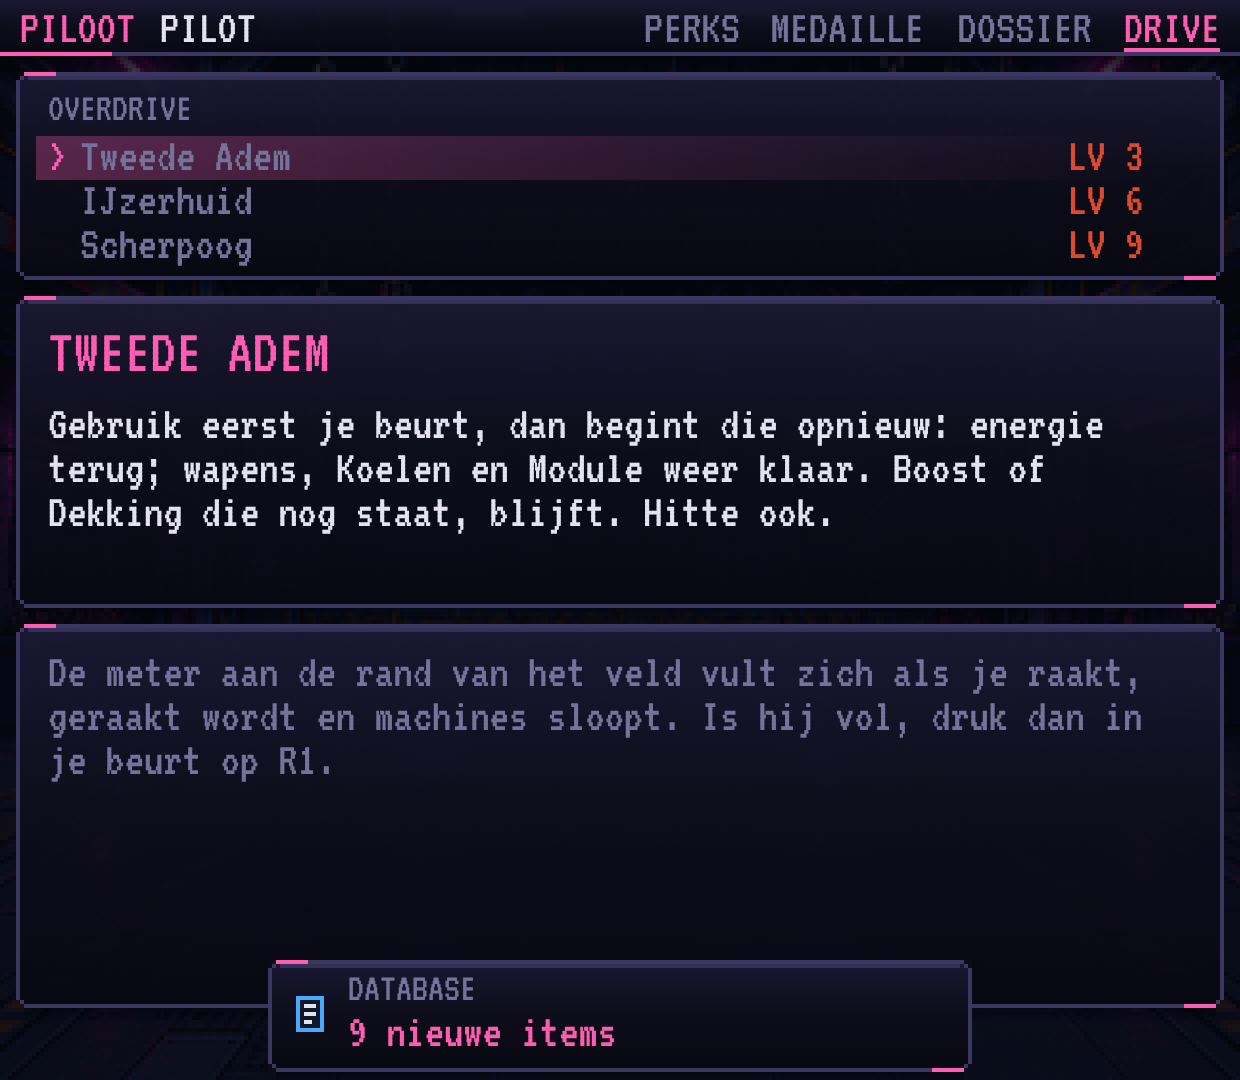 PILOOT PILOT PERKS MEDAILLE DOSSIER DRIVE
OVERDRIVE
> Tweede Adem LV 3
IJzerhuid LV 6
Scherpoog LV 9
TWEEDE ADEM
Gebruik eerst je beurt, dan begint die opnieuw: energie
terug; wapens, Koelen en Module weer klaar. Boost of
Dekking die nog staat, blijft. Hitte ook.
De meter aan de rand van het veld vult zich als je raakt,
geraakt wordt en machines sloopt. Is hij vol, druk dan in
je beurt op R1.
DATABASE
9 nieuwe items